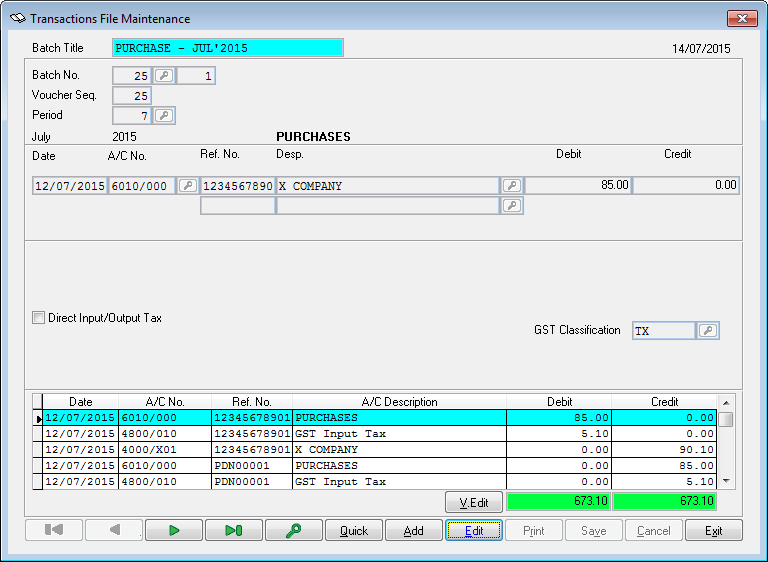 Transactions File Maintenance
Batch Title PURCHASE - JUL'2015 14/07/2015
Batch No. 25 1
Voucher Seq. 25
Period 7
July 2015 PURCHASES
Date A/C No. Ref. No. Desp. Debit Credit
12/07/2015 6010/000 1234567890 X COMPANY 85.00 0.00
Direct Input/Output Tax
GST Classification TX
Date A/C No. Ref. No. A/C Description Debit Credit
12/07/2015 6010/000 12345678901 PURCHASES 85.00 0.00
12/07/2015 4800/010 12345678901 GST Input Tax 5.10 0.00
12/07/2015 4000/X01 12345678901 X COMPANY 0.00 90.10
12/07/2015 6010/000 PDN00001 PURCHASES 0.00 85.00
12/07/2015 4800/010 PDN00001 GST Input Tax 0.00 5.10
V.Edit 673.10 673.10
Quick Add Edit Print Save Cancel Exit